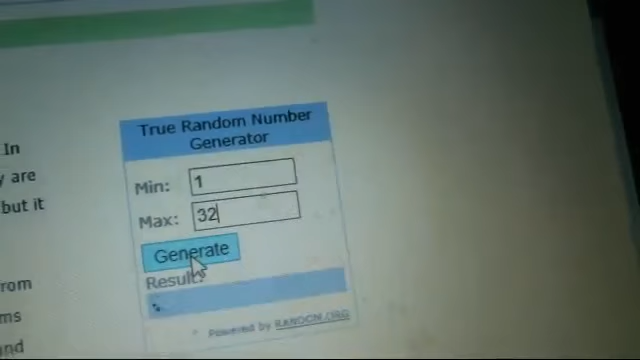 True Random Number
Generator
In
Min: 1
y are
but it
Max: 32
Generate
Result:
rom
Powered by RANDOM.ORG
ms
and